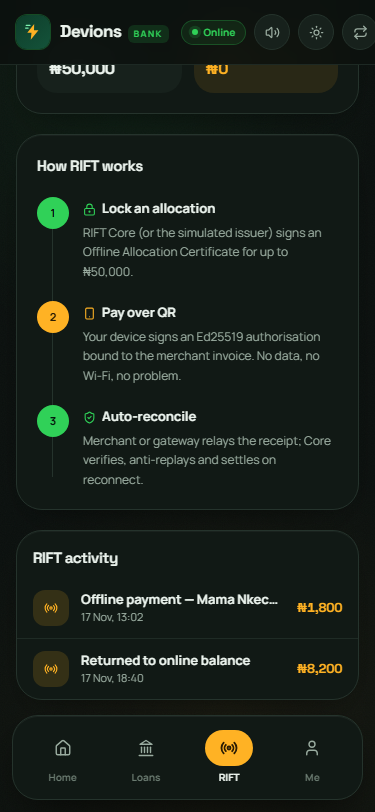 Devions BANK Online
₦50,000 ₦0
How RIFT works
1 Lock an allocation
RIFT Core (or the simulated issuer) signs an
Offline Allocation Certificate for up to
₦50,000.
2 Pay over QR
Your device signs an Ed25519 authorisation
bound to the merchant invoice. No data, no
Wi-Fi, no problem.
3 Auto-reconcile
Merchant or gateway relays the receipt; Core
verifies, anti-replays and settles on
reconnect.
RIFT activity
Offline payment — Mama Nkec... ₦1,800
17 Nov, 13:02
Returned to online balance ₦8,200
17 Nov, 18:40
Home Loans RIFT Me